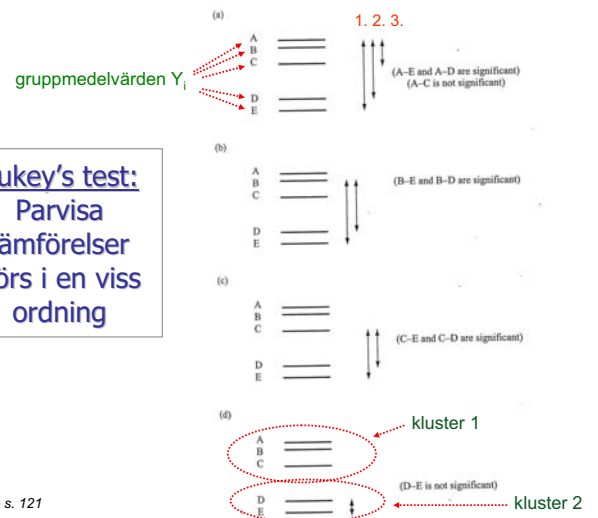 (a)
1. 2. 3.
A
B
C
gruppmedelvärden Yi
(A–E and A–D are significant)
(A–C is not significant)
D
E
ukey's test:
Parvisa
ämförelser
örs i en viss
ordning
(b)
A
B
C
(B–E and B–D are significant)
D
E
(c)
A
B
C
(C–E and C–D are significant)
D
E
(d)
kluster 1
A
B
C
(D–E is not significant)
D
E
kluster 2
s. 121